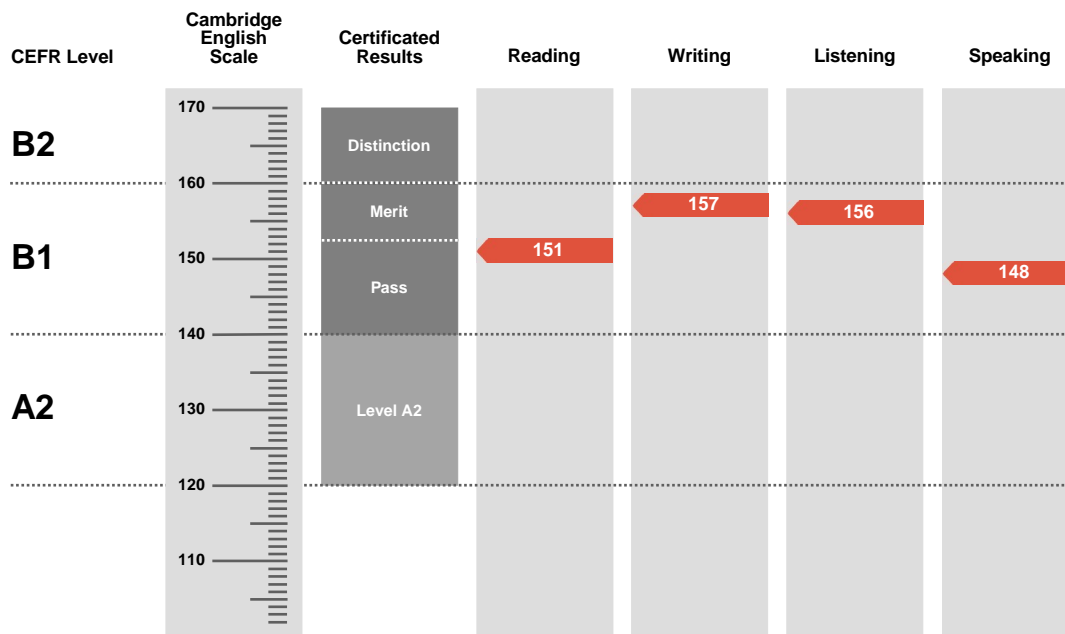 CEFR Level
Cambridge
English
Scale
Certificated
Results
Reading
Writing
Listening
Speaking
170
B2
Distinction
160
Merit
157
156
B1
150
151
148
Pass
140
A2
130
Level A2
120
110